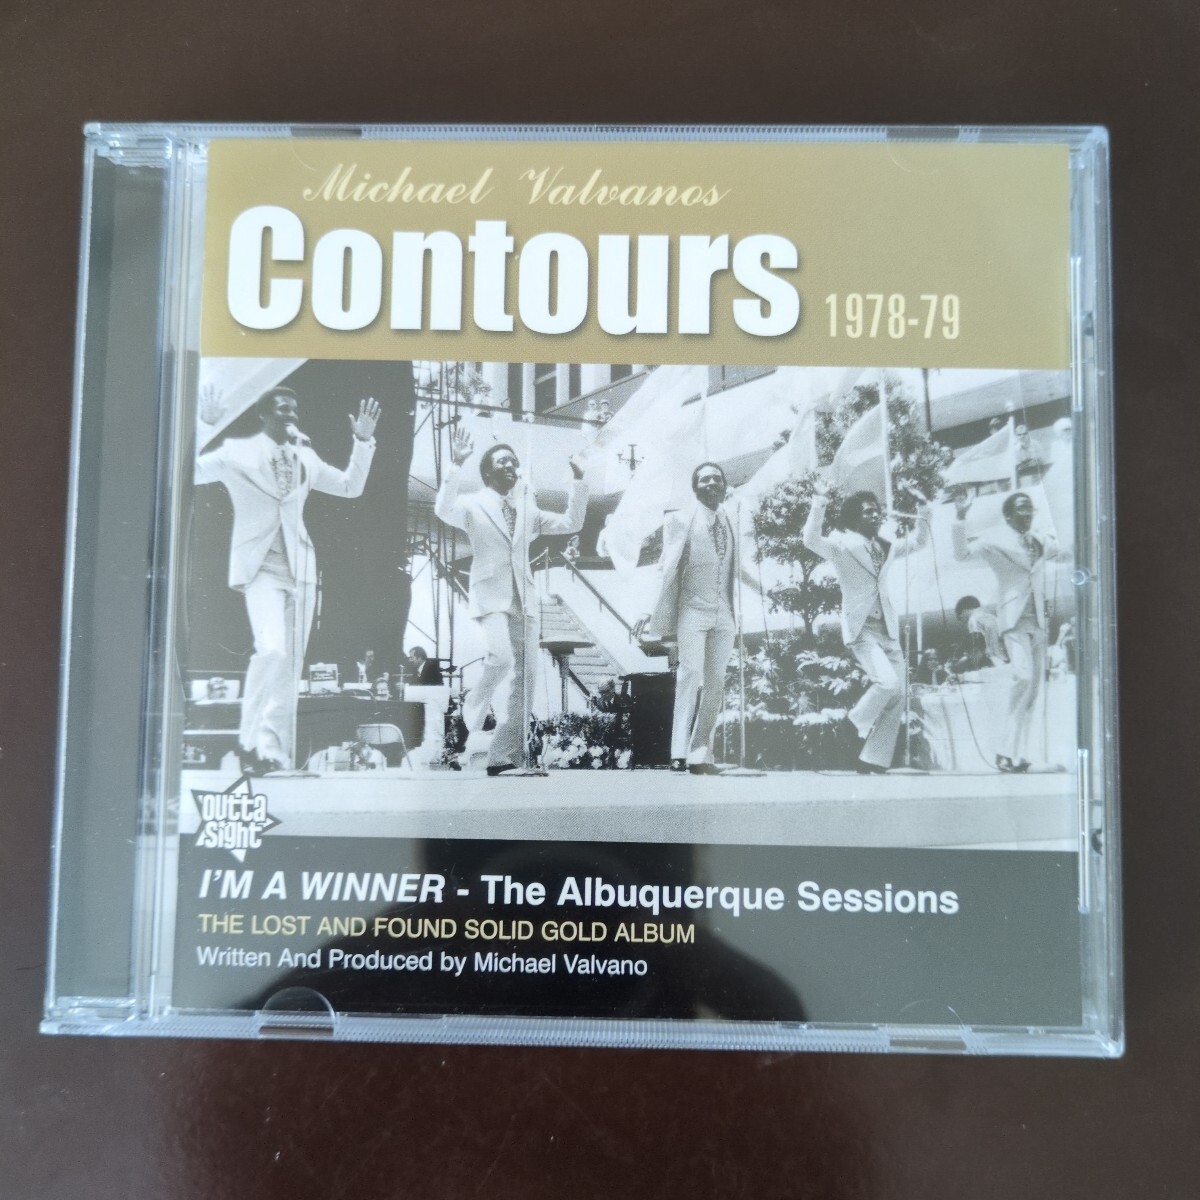 Michael Valvanos
Contours
1978-79
outta
Sight
I'M A WINNER - The Albuquerque Sessions
THE LOST AND FOUND SOLID GOLD ALBUM
Written And Produced by Michael Valvano